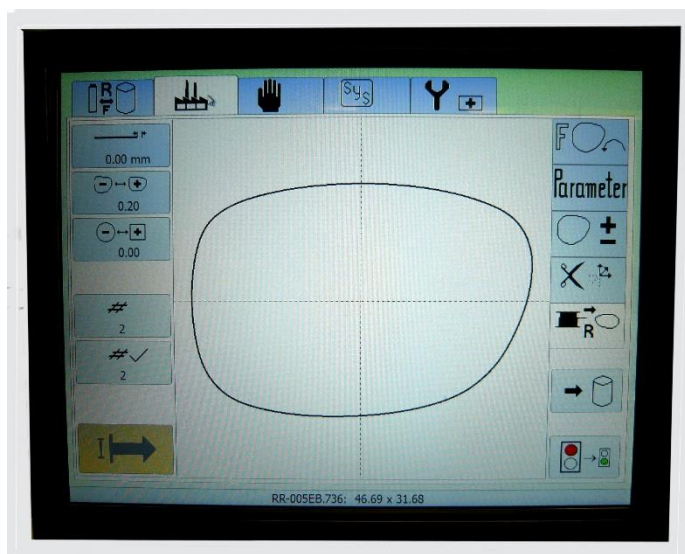 R
F
Sys
0.00 mm
0.20
0.00
2
2
I
F
Parameter
R
RR-005EB.736: 46.69 x 31.68